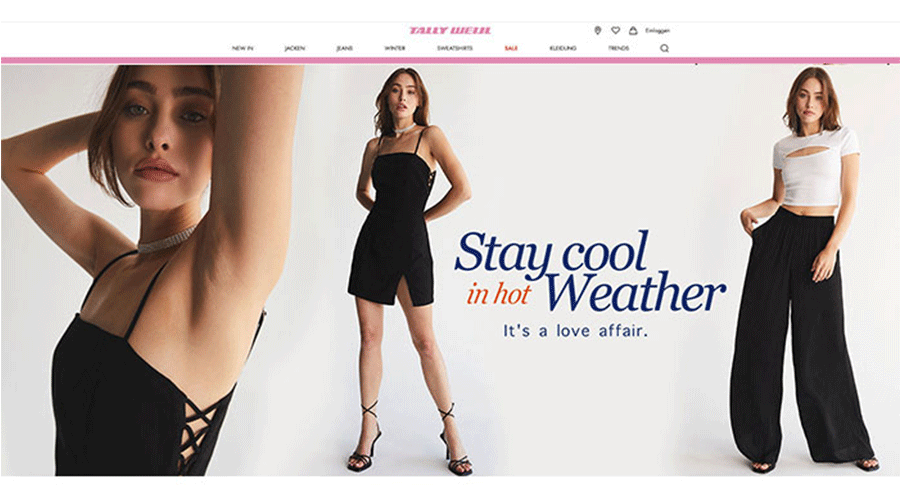 TALLY WEiJL
Einloggen
NEW IN JACKEN JEANS WINTER SWEATSHIRTS SALE KLEIDUNG TRENDS
Stay cool
in hot Weather
It's a love affair.